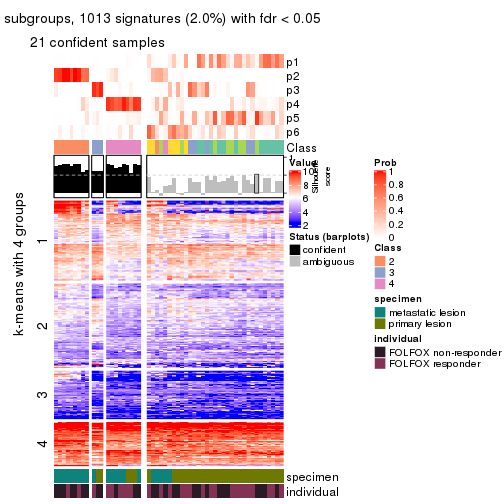 subgroups, 1013 signatures (2.0%) with fdr < 0.05
21 confident samples
p1
p2
p3
p4
p5
p6
Class
Silhouette
score
k-means with 4 groups
1
2
3
4
specimen
individual
Value
10
8
6
4
2
Status (barplots)
confident
ambiguous
Prob
1
0.8
0.6
0.4
0.2
0
Class
2
3
4
specimen
metastatic lesion
primary lesion
individual
FOLFOX non-responder
FOLFOX responder